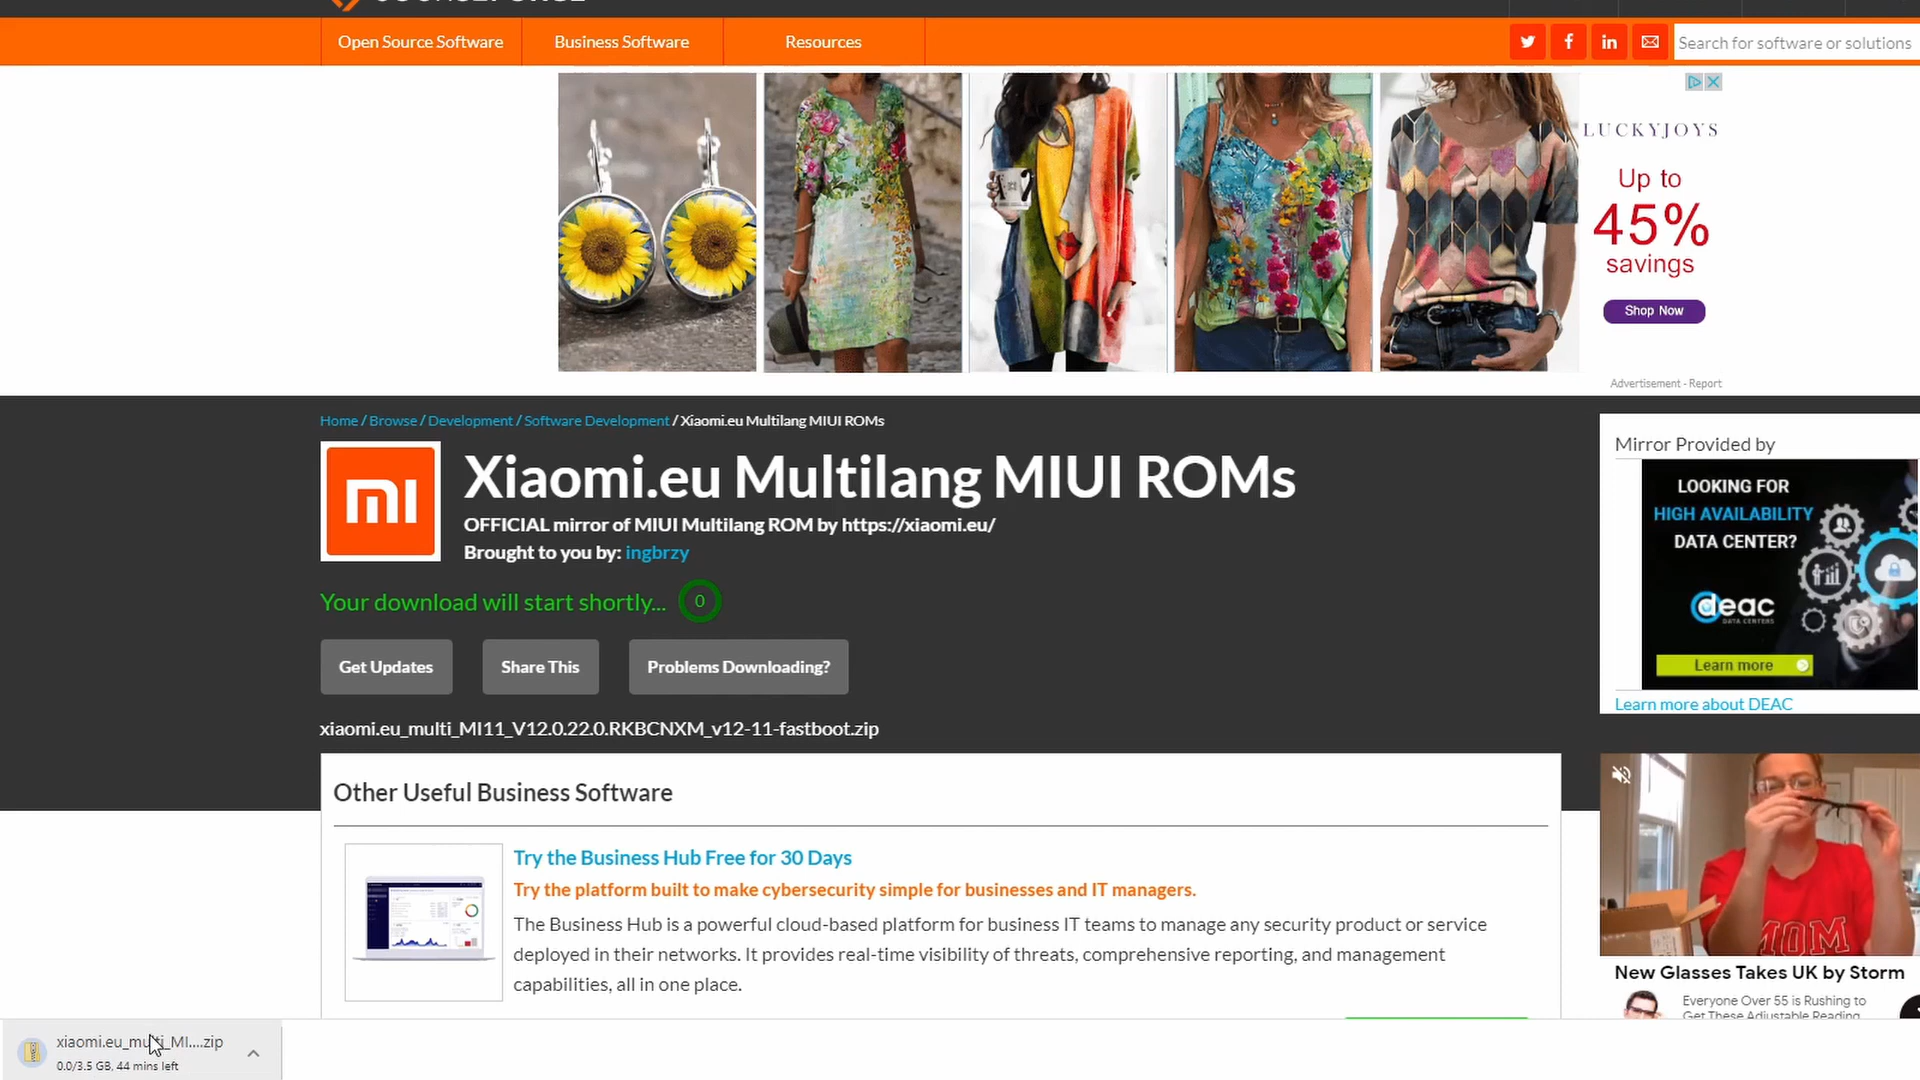 Open Source Software
Business Software
Resources
Search for software or solutions
LUCKYJOYS
Up to
45%
savings
Shop Now
Advertisement - Report
Home / Browse / Development / Software Development / Xiaomi.eu Multilang MIUI ROMs
Xiaomi.eu Multilang MIUI ROMs
OFFICIAL mirror of MIUI Multilang ROM by https://xiaomi.eu/
Brought to you by: ingbrzy
Your download will start shortly... 0
Get Updates
Share This
Problems Downloading?
xiaomi.eu_multi_MI11_V12.0.22.0.RKBCNXM_v12-11-fastboot.zip
Mirror Provided by
LOOKING FOR
HIGH AVAILABILITY
DATA CENTER?
deac
DATA CENTERS
Learn more
Learn more about DEAC
Other Useful Business Software
Try the Business Hub Free for 30 Days
Try the platform built to make cybersecurity simple for businesses and IT managers.
The Business Hub is a powerful cloud-based platform for business IT teams to manage any security product or service
deployed in their networks. It provides real-time visibility of threats, comprehensive reporting, and management
capabilities, all in one place.
MOM
New Glasses Takes UK by Storm
Everyone Over 55 is Rushing to
Get These Adjustable Reading
xiaomi.eu_multi_MI....zip
0.0/3.5 GB, 44 mins left